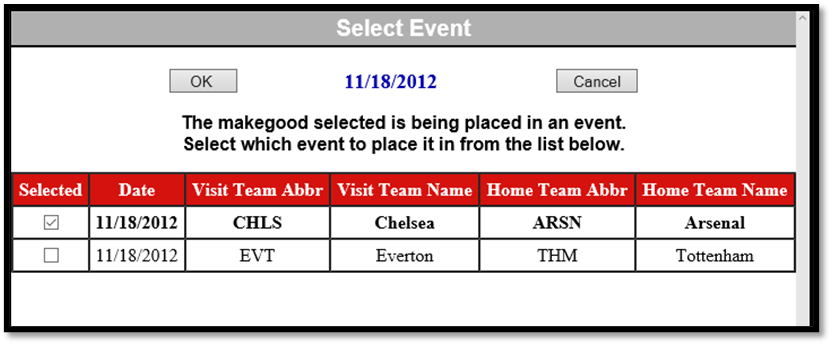 Select Event
OK 11/18/2012 Cancel
The makegood selected is being placed in an event.
Select which event to place it in from the list below.
Selected Date Visit Team Abbr Visit Team Name Home Team Abbr Home Team Name
11/18/2012 CHLS Chelsea ARSN Arsenal
11/18/2012 EVT Everton THM Tottenham